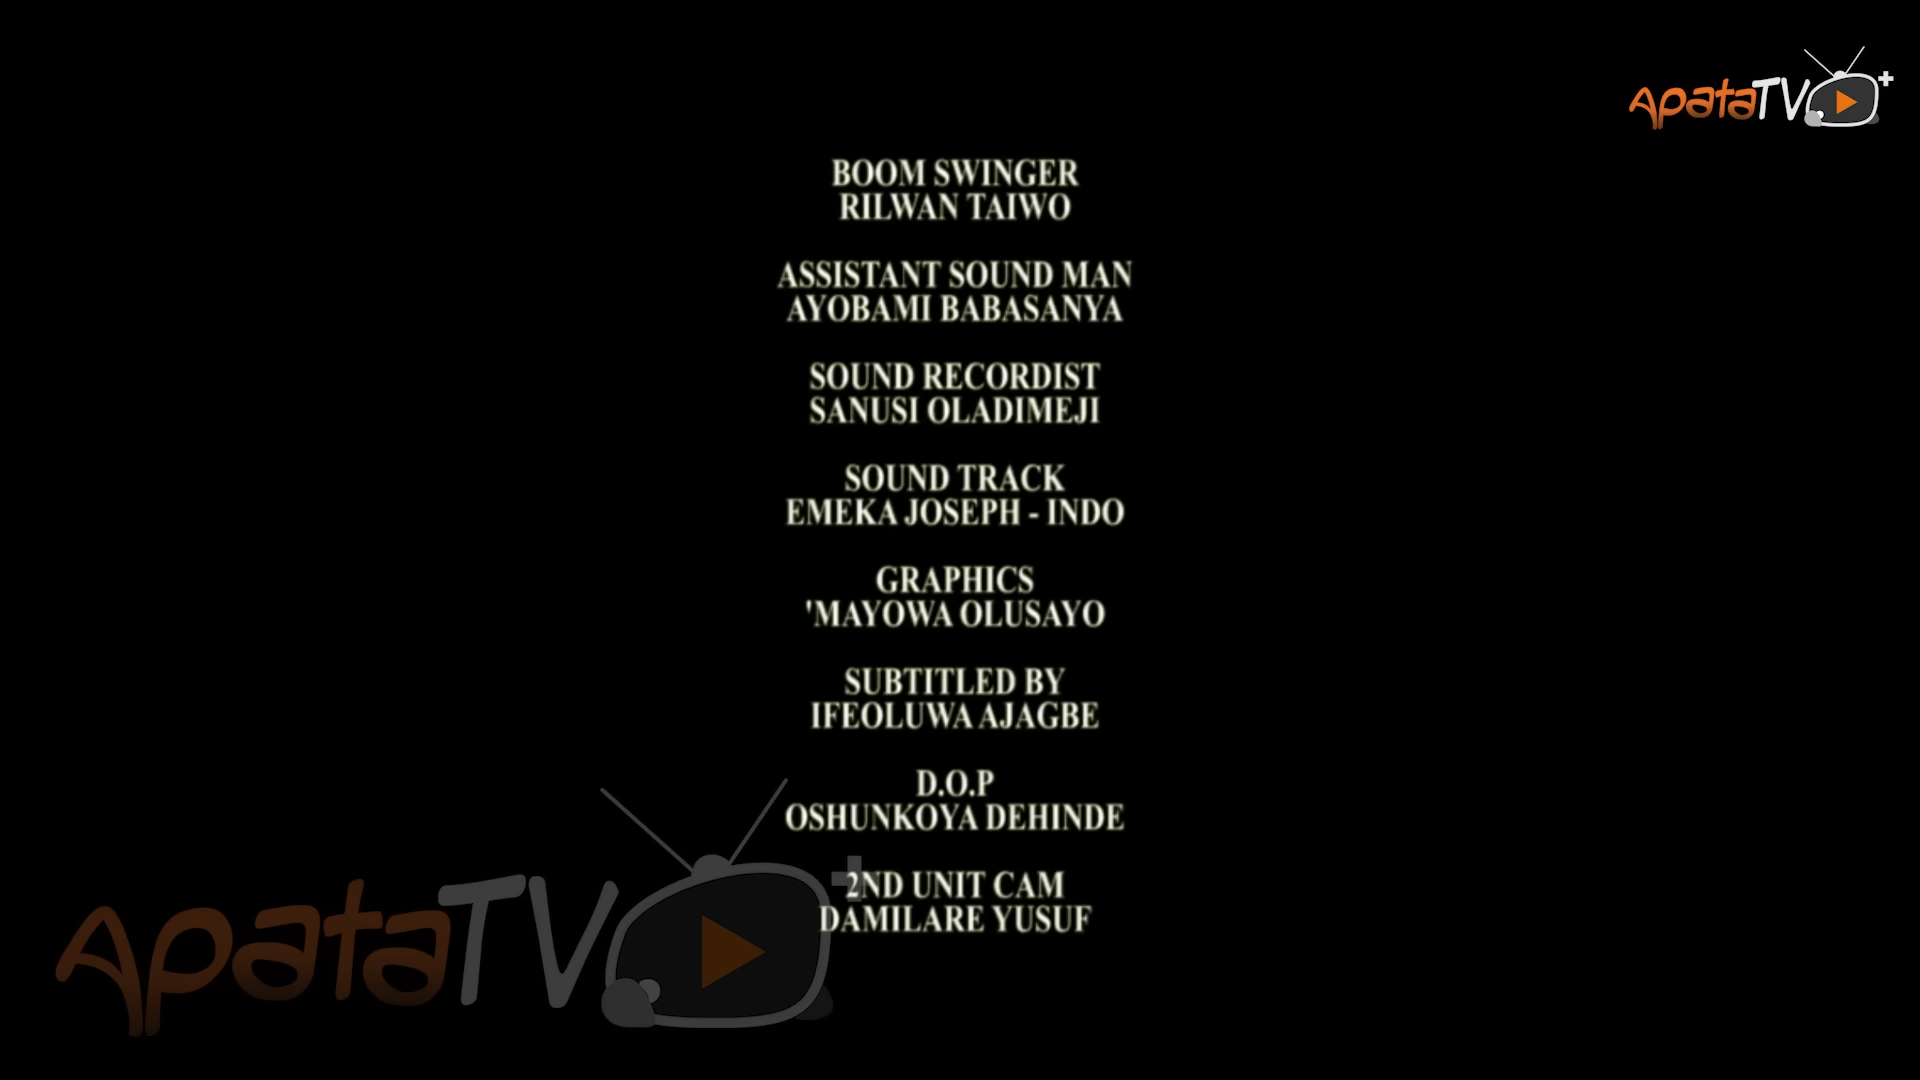 ApataTV+
BOOM SWINGER
RILWAN TAIWO
ASSISTANT SOUND MAN
AYOBAMI BABASANYA
SOUND RECORDIST
SANUSI OLADIMEJI
SOUND TRACK
EMEKA JOSEPH - INDO
GRAPHICS
'MAYOWA OLUSAYO
SUBTITLED BY
IFEOLUWA AJAGBE
D.O.P
OSHUNKOYA DEHINDE
2ND UNIT CAM
DAMILARE YUSUF
ApataTV+